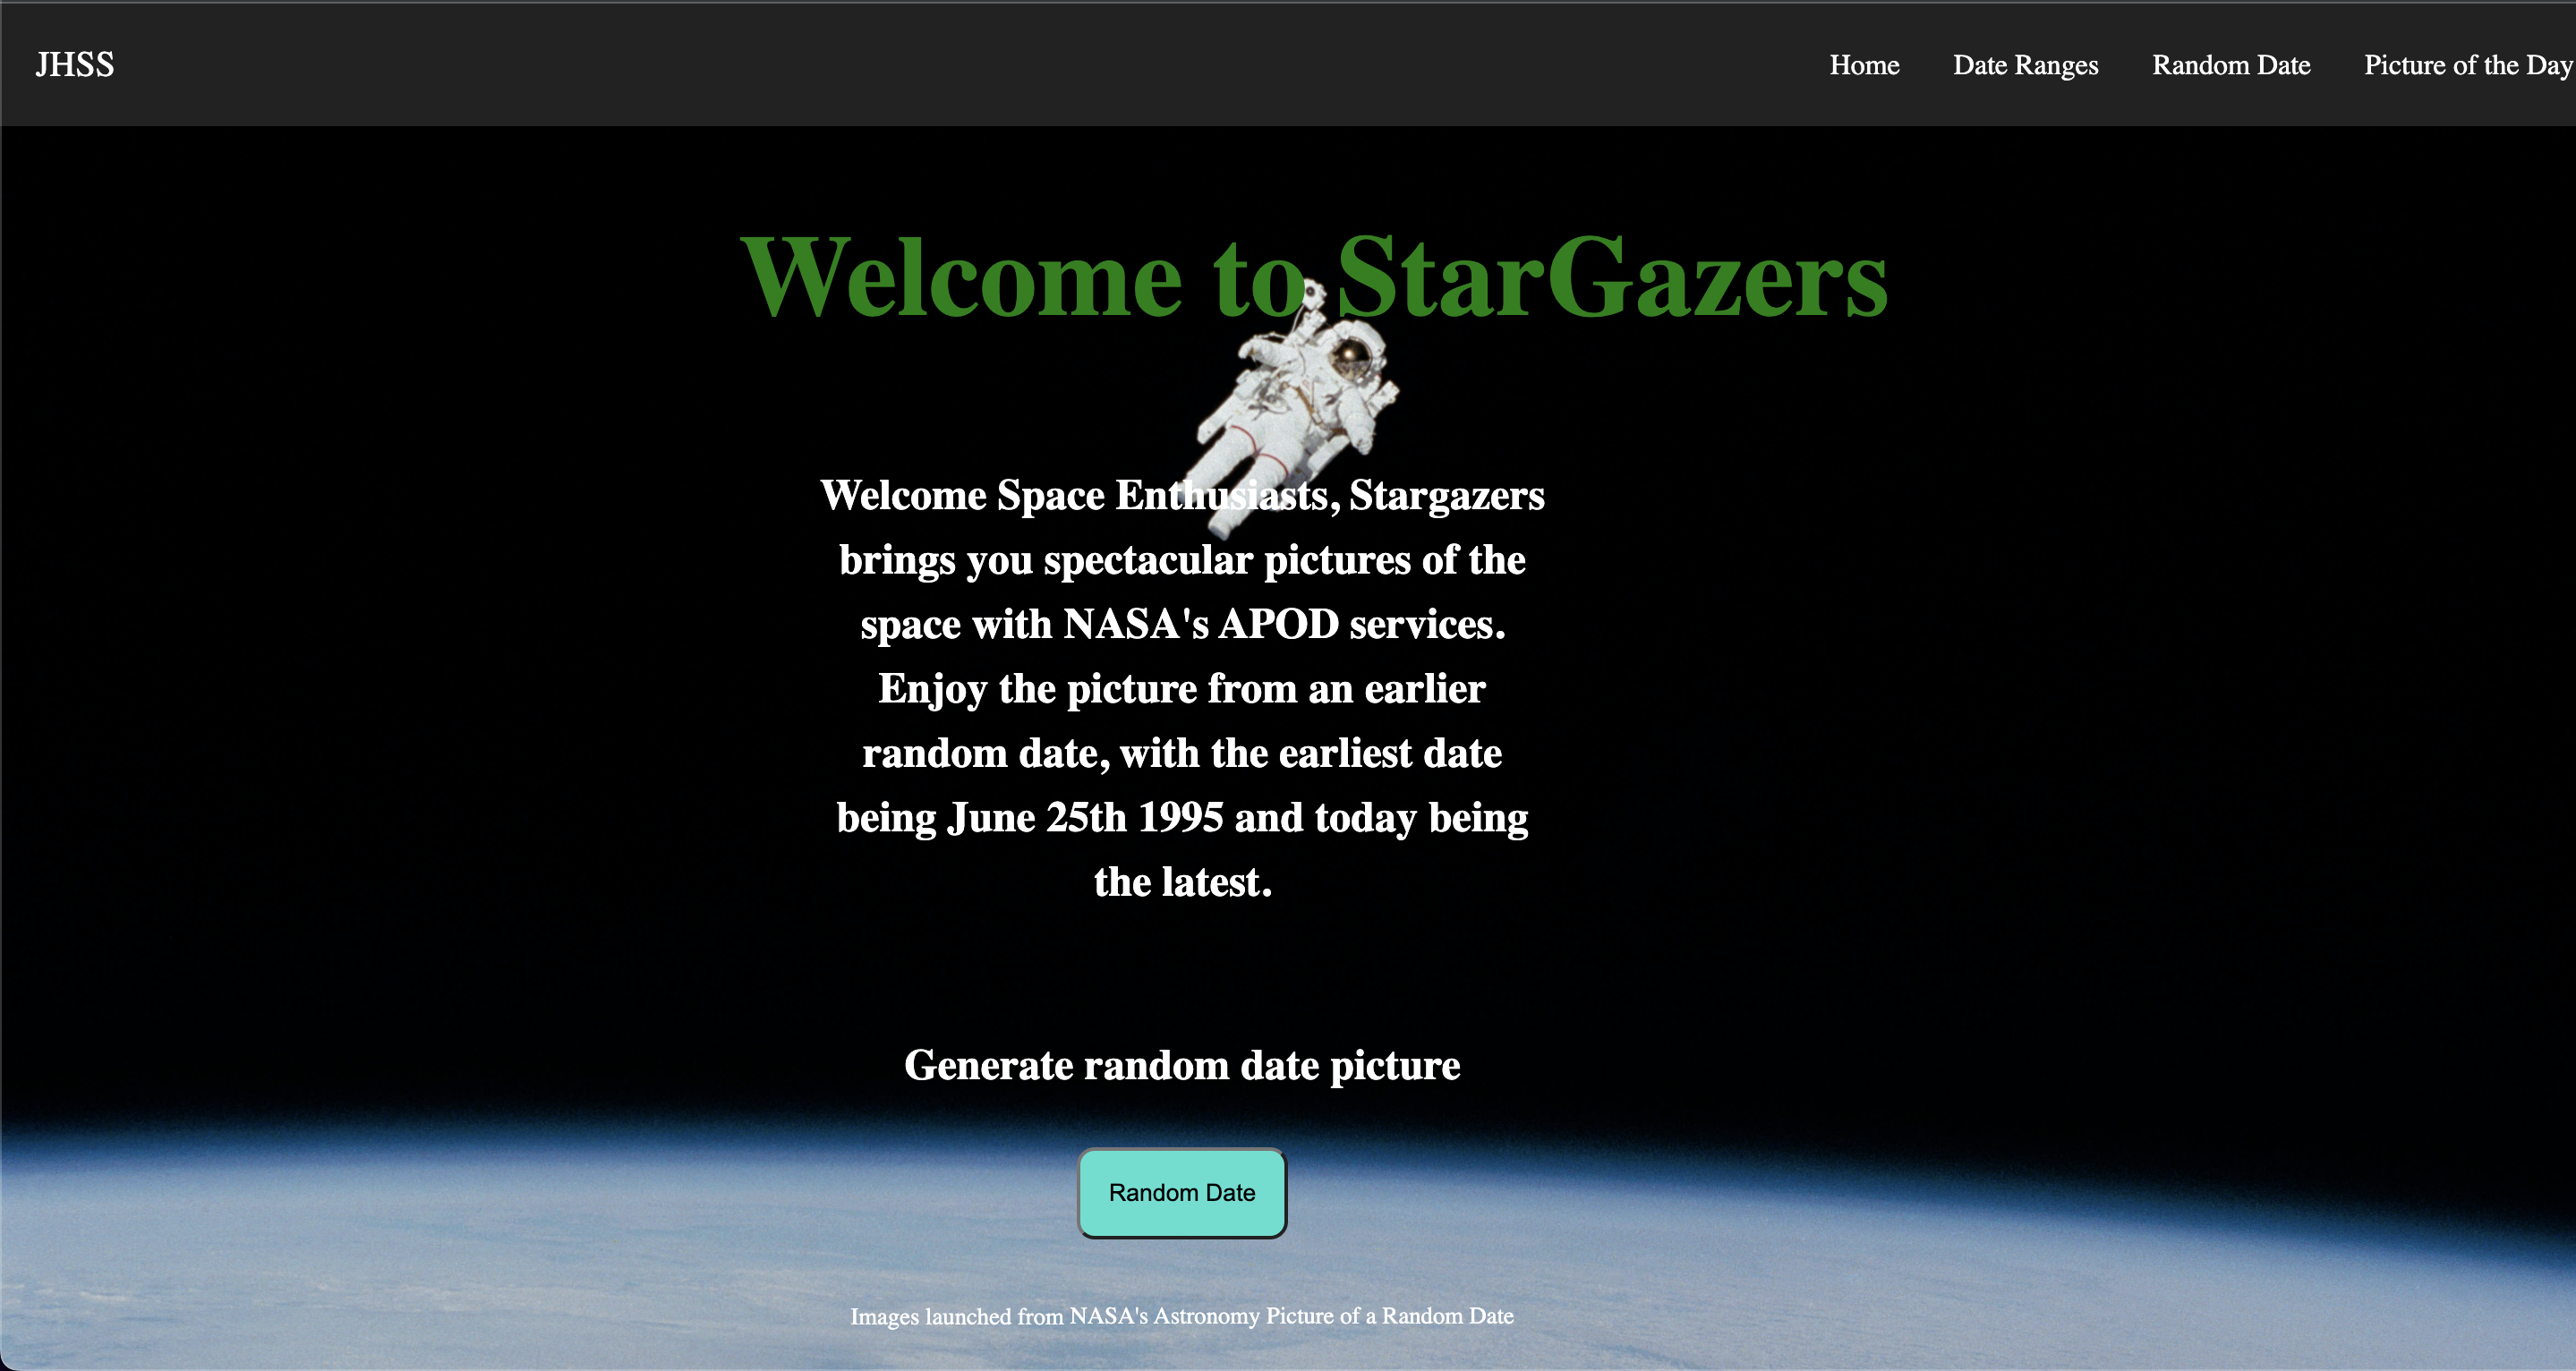 JHSS
Home Date Ranges Random Date Picture of the Day
Welcome to StarGazers
Welcome Space Enthusiasts, Stargazers
brings you spectacular pictures of the
space with NASA's APOD services.
Enjoy the picture from an earlier
random date, with the earliest date
being June 25th 1995 and today being
the latest.
Generate random date picture
Random Date
Images launched from NASA's Astronomy Picture of a Random Date